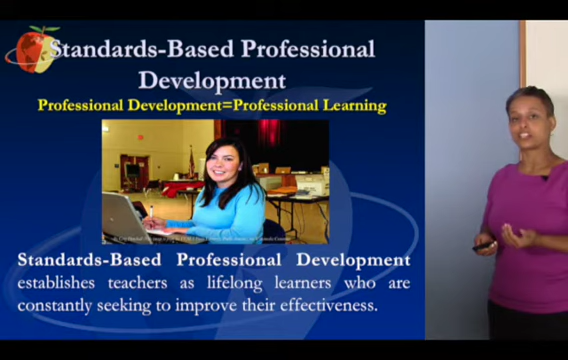 Standards-Based Professional
Development
Professional Development=Professional Learning
Standards-Based Professional Development
establishes teachers as lifelong learners who are
constantly seeking to improve their effectiveness.